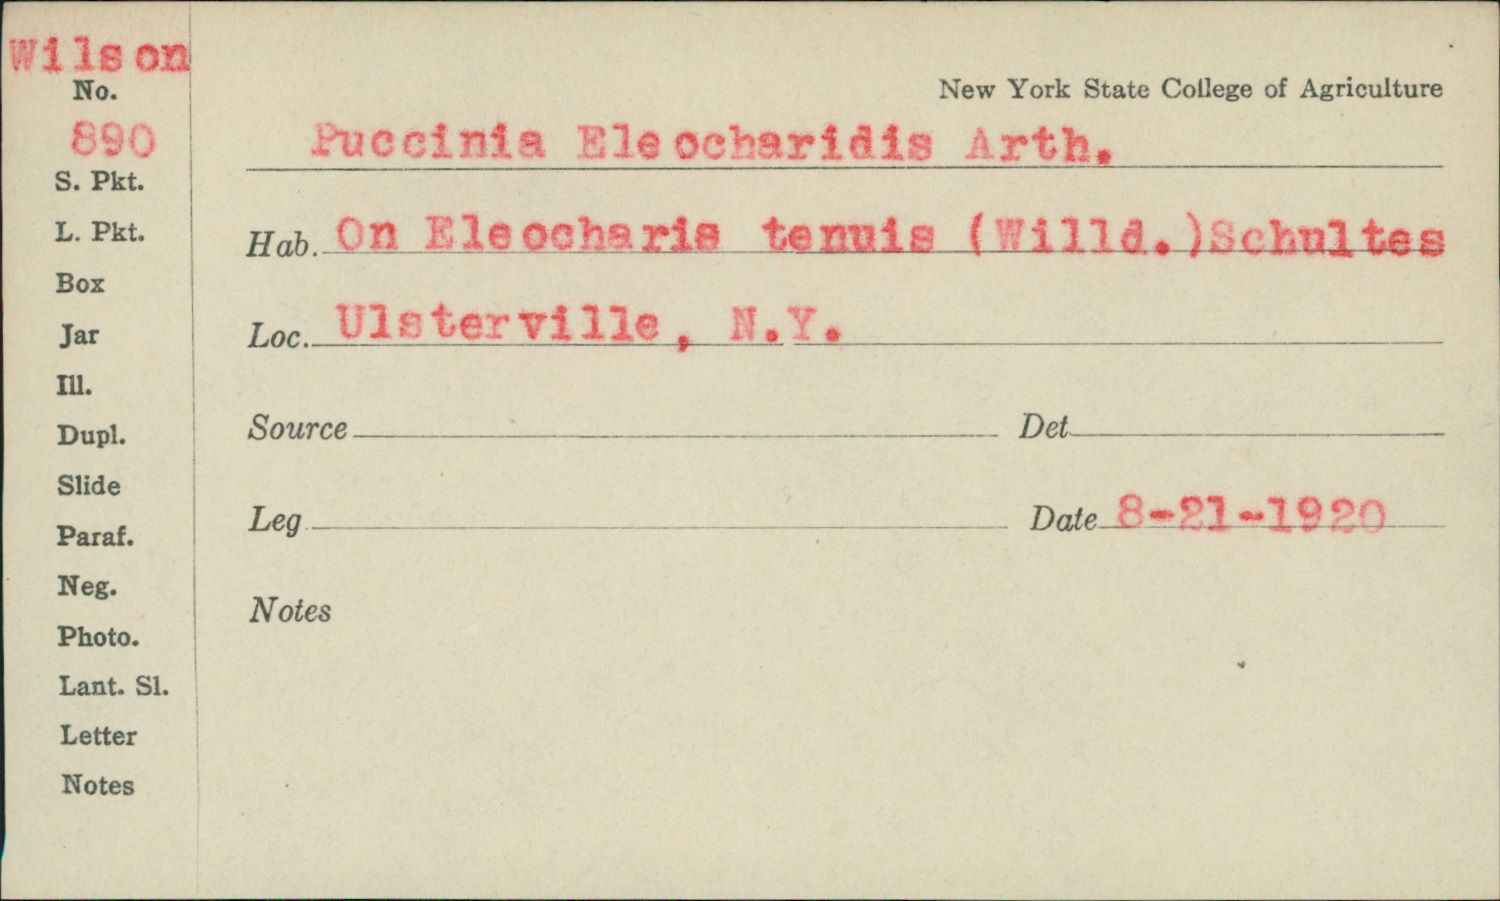 Wilson
No.
890
S. Pkt.
L. Pkt.
Box
Jar
Ill.
Dupl.
Slide
Paraf.
Neg.
Photo.
Lant. Sl.
Letter
Notes
New York State College of Agriculture
Puccinia Eleocharidis Arth.
Hab. On Eleocharis tenuis (Willd.)Schultes
Loc. Ulsterville, N.Y.
Source Det
Leg Date 8-21-1920
Notes